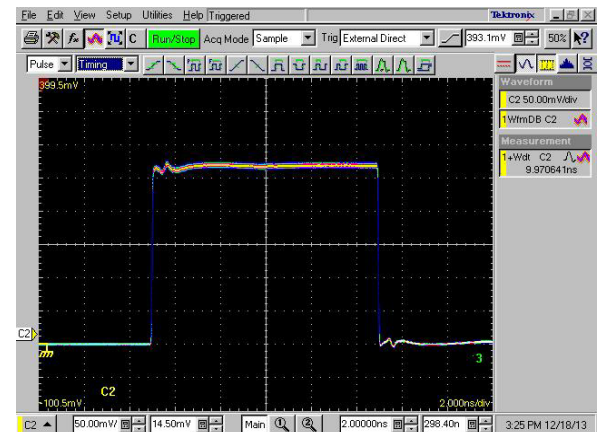 File Edit View Setup Utilities Help Triggered Tektronix
Run/Stop Acq Mode Sample Trig External Direct 393.1mV 50%
Pulse Timing
399.5mV
Waveform
C2 50.00mV/div
1WfmDB C2
Measurement
1+Wdt C2
9.970641ns
C2
3
C2
-100.5mV 2.000ns/div
C2 50.00mV/ 14.50mV Main 1 2 2.00000ns 298.40n 3:25 PM 12/18/13